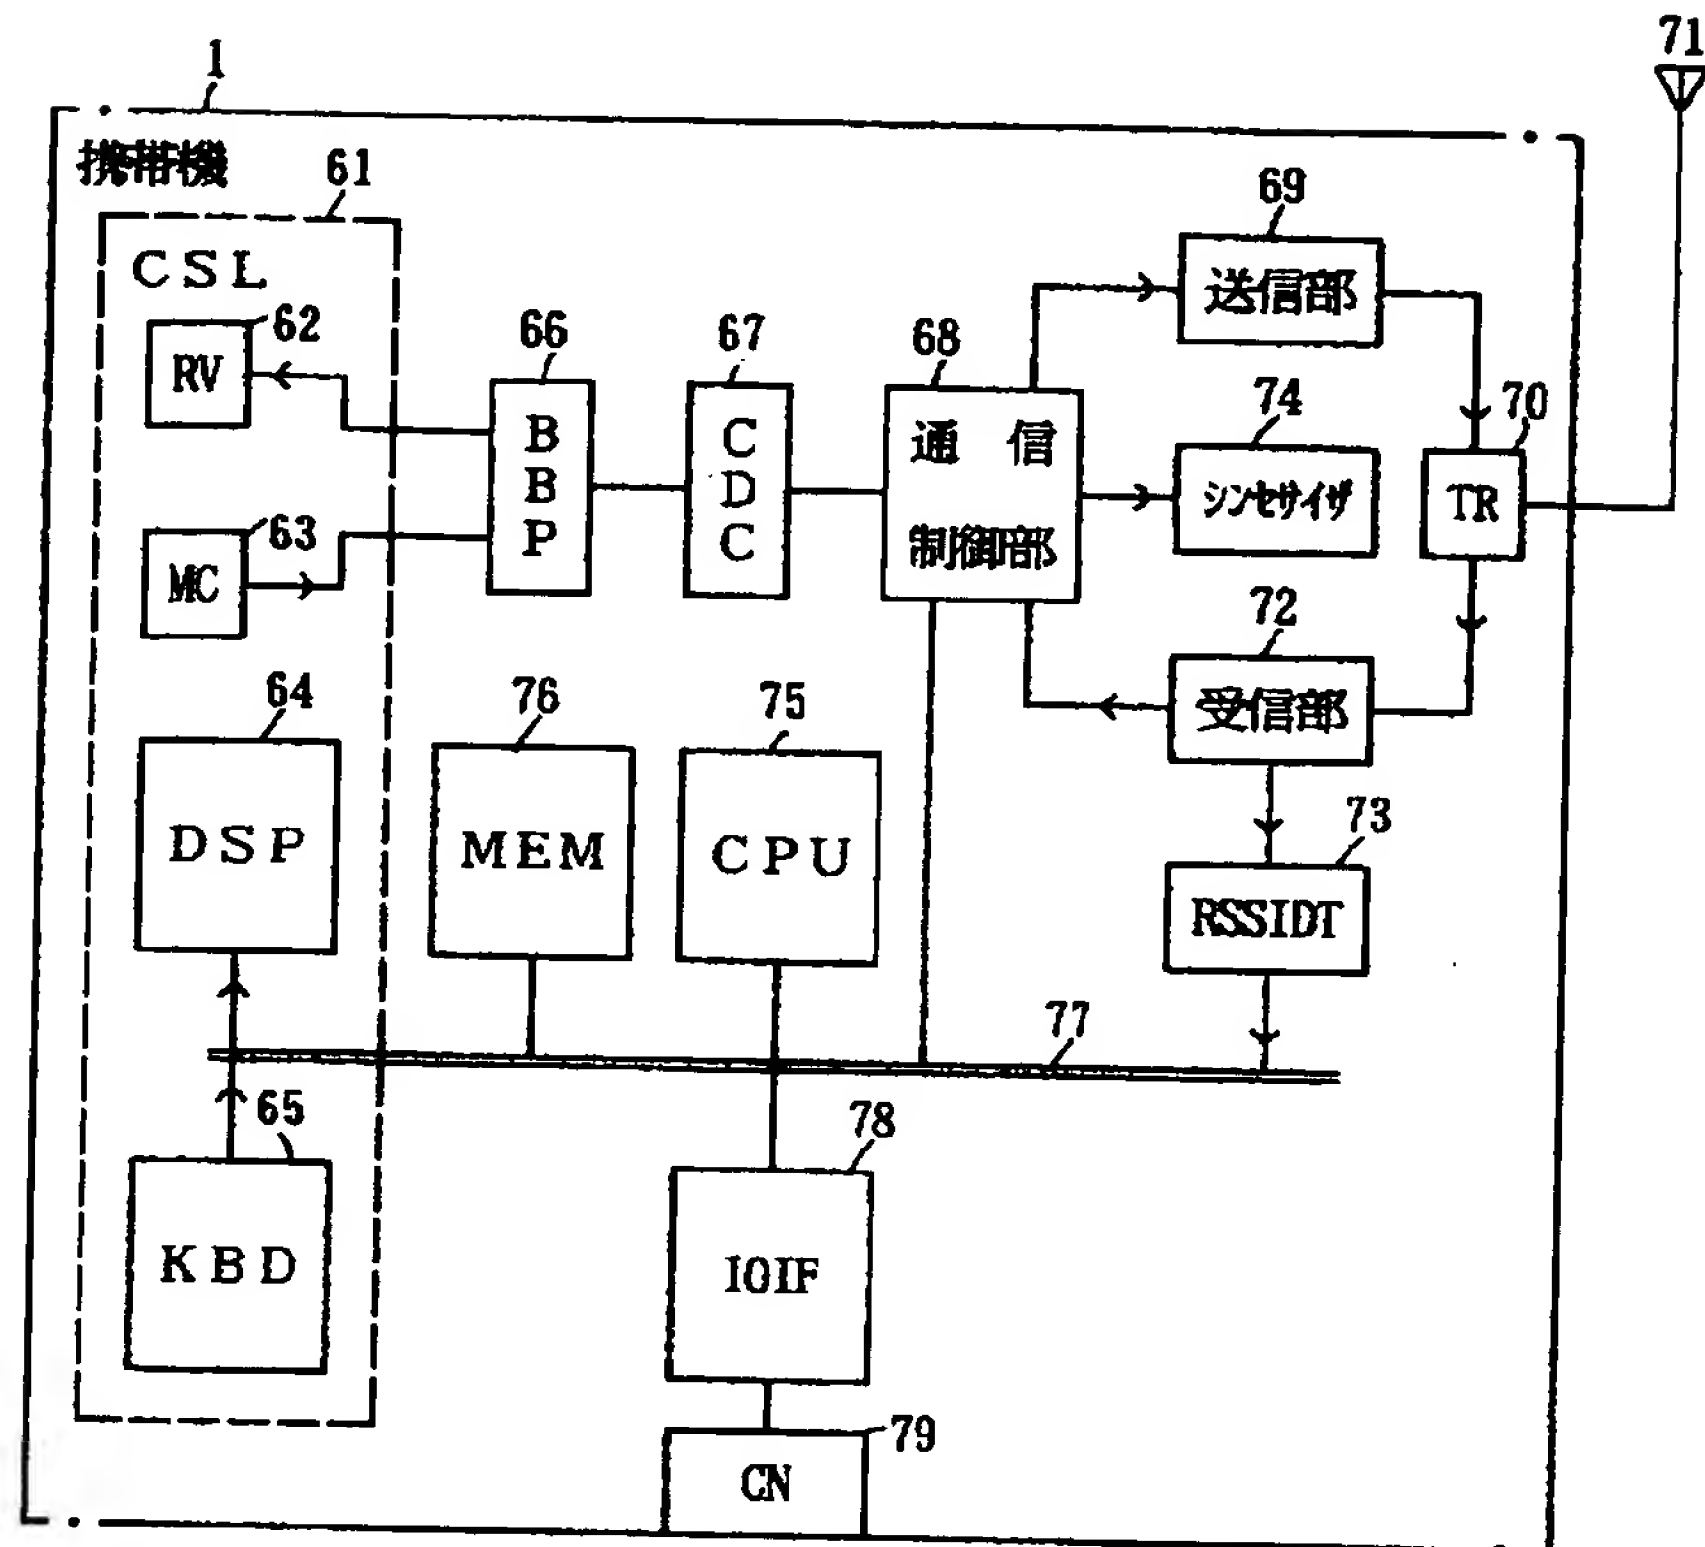 1
71
携帯機
61
69
CSL
送信部
62
66
67
68
RV
BBP
CDC
通信
制御部
74
70
シンセサイザ
TR
63
MC
72
受信部
64
76
75
DSP
MEM
CPU
73
RSSIDT
77
65
78
KBD
IOIF
79
CN